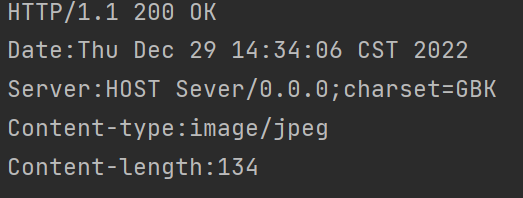 HTTP/1.1 200 OK
Date:Thu Dec 29 14:34:06 CST 2022
Server:HOST Sever/0.0.0;charset=GBK
Content-type:image/jpeg
Content-length:134